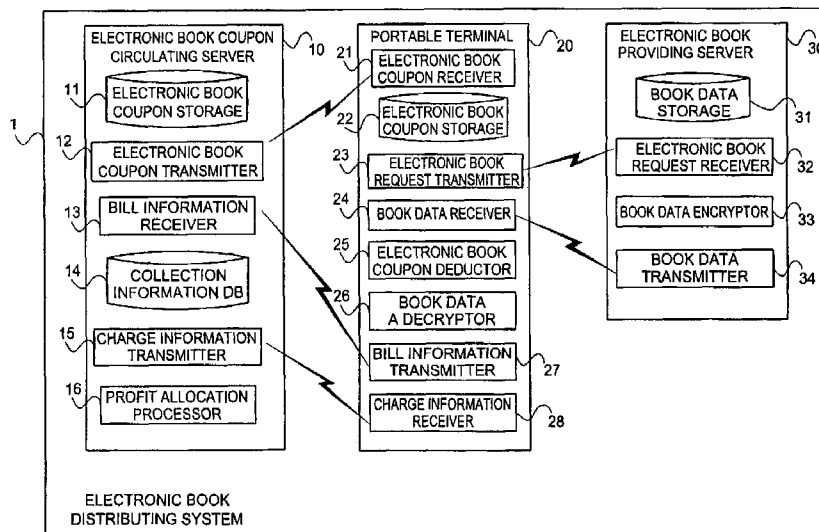 1
ELECTRONIC BOOK COUPON
CIRCULATING SERVER
10
11
ELECTRONIC BOOK
COUPON STORAGE
12
ELECTRONIC BOOK
COUPON TRANSMITTER
13
BILL INFORMATION
RECEIVER
14
COLLECTION
INFORMATION DB
15
CHARGE INFORMATION
TRANSMITTER
16
PROFIT ALLOCATION
PROCESSOR
PORTABLE TERMINAL
20
21
ELECTRONIC BOOK
COUPON RECEIVER
22
ELECTRONIC BOOK
COUPON STORAGE
23
ELECTRONIC BOOK
REQUEST TRANSMITTER
24
BOOK DATA RECEIVER
25
ELECTRONIC BOOK
COUPON DEDUCTOR
26
BOOK DATA
A DECRYPTOR
BILL INFORMATION
TRANSMITTER
27
CHARGE INFORMATION
RECEIVER
28
ELECTRONIC BOOK
PROVIDING SERVER
30
BOOK DATA
STORAGE
31
ELECTRONIC BOOK
REQUEST RECEIVER
32
BOOK DATA ENCRYPTOR
33
BOOK DATA
TRANSMITTER
34
ELECTRONIC BOOK
DISTRIBUTING SYSTEM